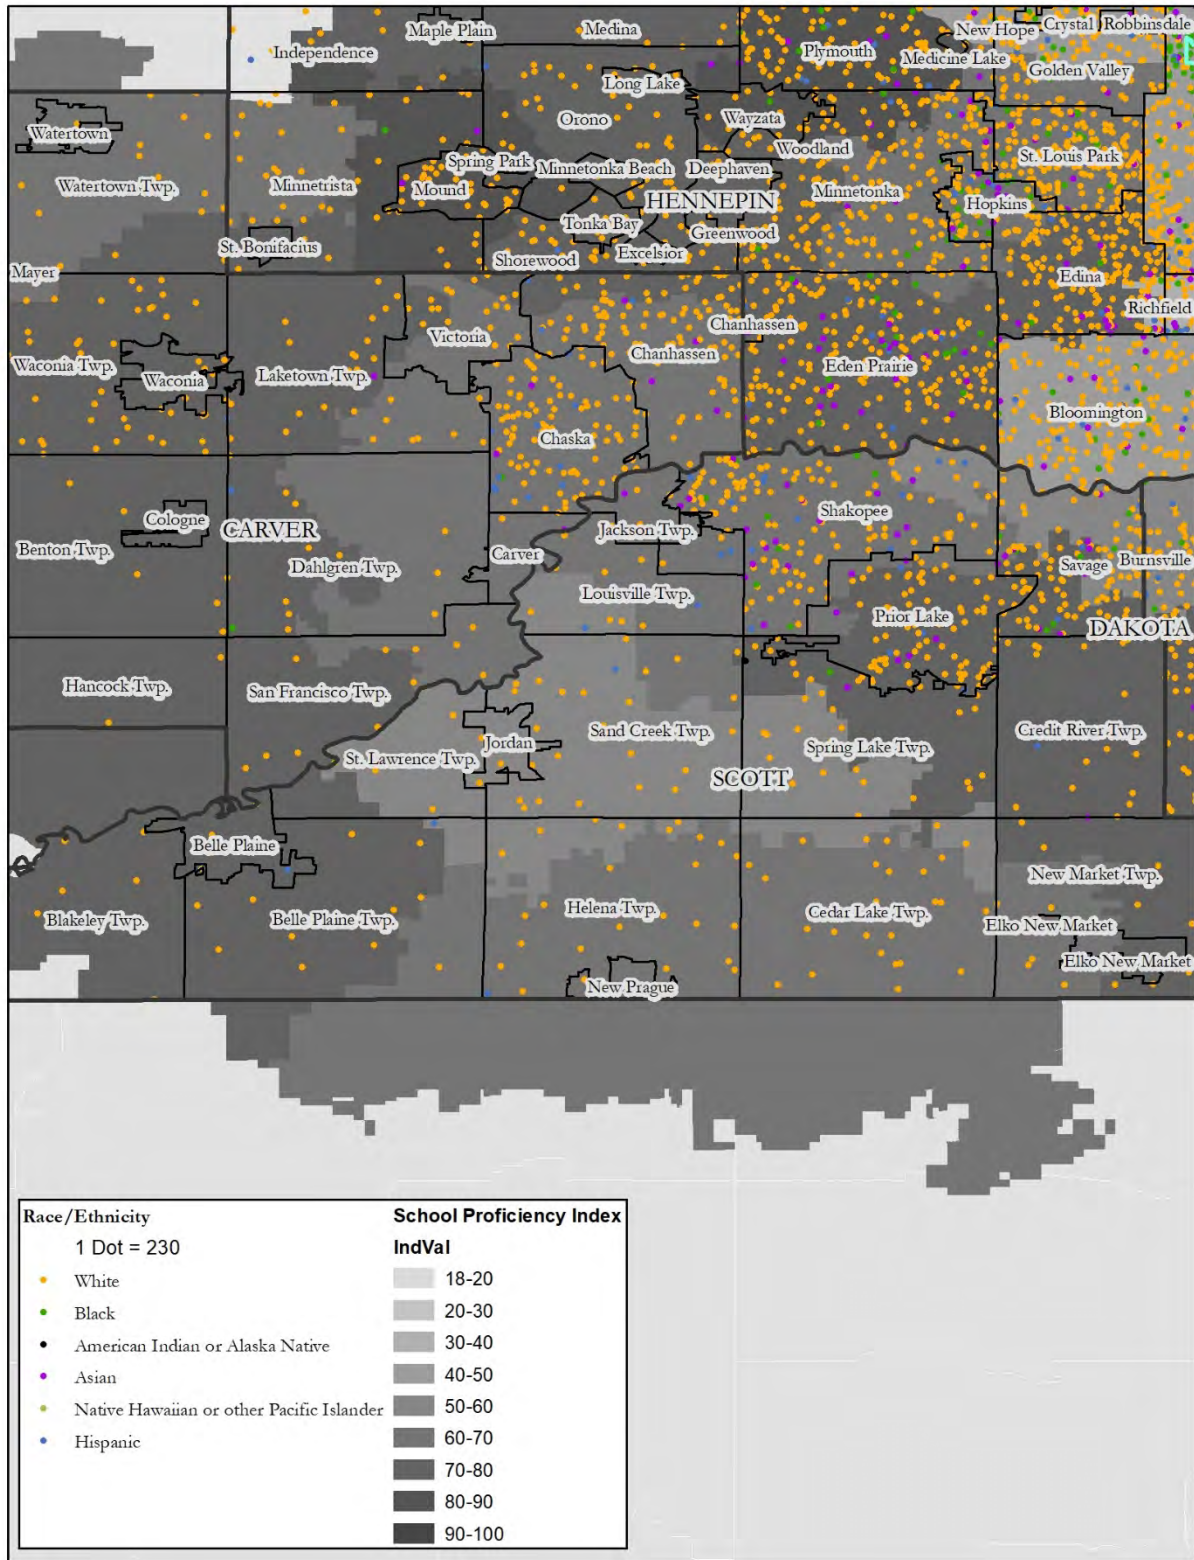 Maple Plain
Medina
New Hope
Crystal
Robbinsdale
Independence
Plymouth
Medicine Lake
Golden Valley
Long Lake
Watertown
Orono
Wayzata
Woodland
St. Louis Park
Watertown Twp.
Minnetrista
Spring Park
Minnetonka Beach
Deephaven
Minnetonka
Mound
HENNEPIN
Hopkins
Tonka Bay
Greenwood
St. Bonifacius
Shorewood
Excelsior
Edina
Mayer
Richfield
Victoria
Chanhassen
Chanhassen
Waconia Twp.
Waconia
Laketown Twp.
Eden Prairie
Bloomington
Chaska
Cologne
CARVER
Jackson Twp.
Shakopee
Benton Twp.
Dahlgren Twp.
Carver
Louisville Twp.
Savage
Burnsville
Prior Lake
DAKOTA
Hancock Twp.
San Francisco Twp.
St. Lawrence Twp.
Jordan
Sand Creek Twp.
Spring Lake Twp.
Credit River Twp.
SCOTT
Belle Plaine
New Market Twp.
Blakeley Twp.
Belle Plaine Twp.
Helena Twp.
Cedar Lake Twp.
Elko New Market
Elko New Market
New Prague
Race/Ethnicity
1 Dot = 230
White
Black
American Indian or Alaska Native
Asian
Native Hawaiian or other Pacific Islander
Hispanic
School Proficiency Index
IndVal
18-20
20-30
30-40
40-50
50-60
60-70
70-80
80-90
90-100